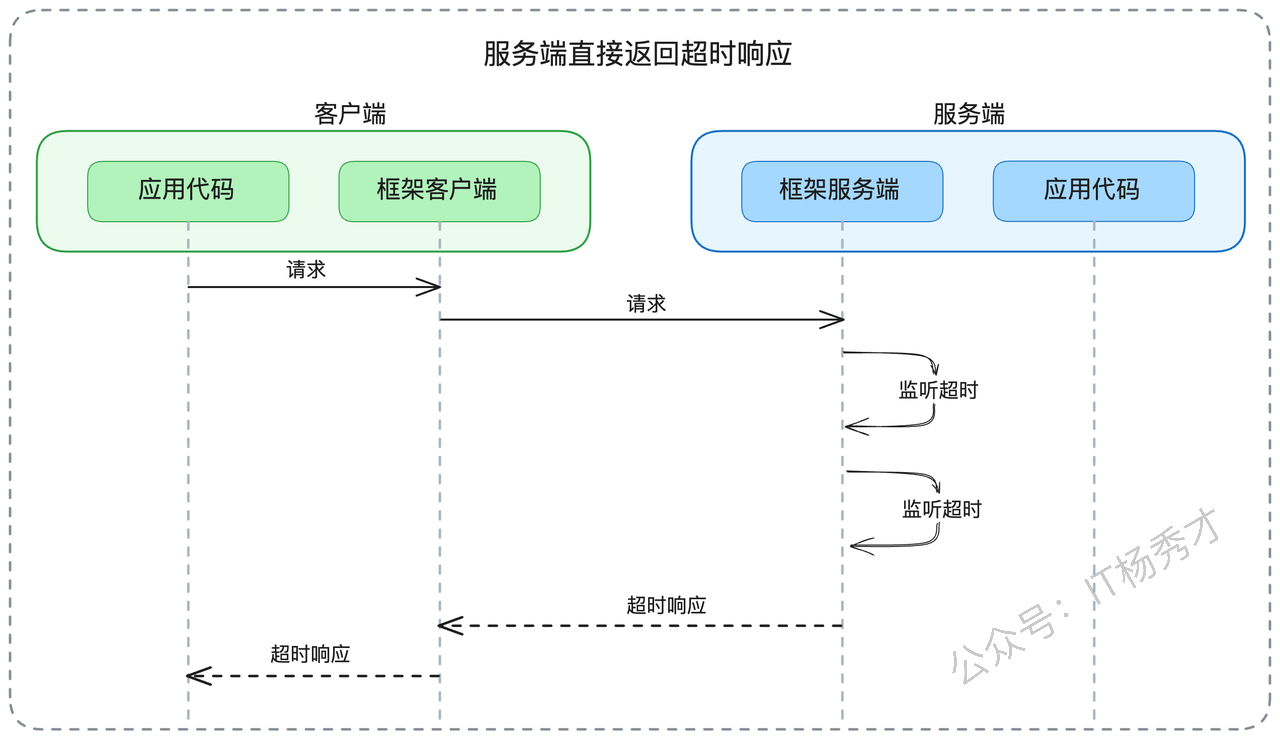 服务端直接返回超时响应
客户端
服务端
应用代码
框架客户端
框架服务端
应用代码
请求
请求
监听超时
监听超时
超时响应
超时响应
公众号：IT杨秀才